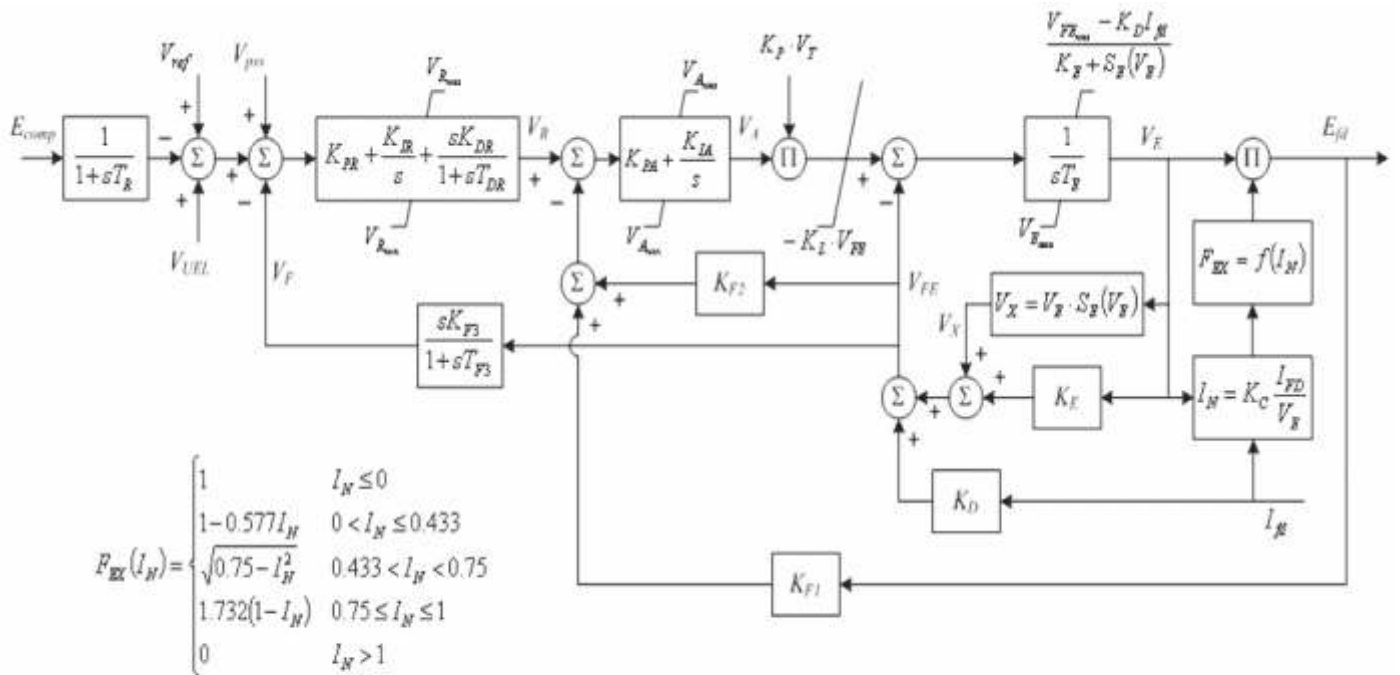 V_ref
V_pss
E_comp
1
1+sT_R
Σ
V_UEL
Σ
V_F
V_Rmax
K_PR + K_IR/s + sK_DR/(1+sT_DR)
V_Rmin
V_R
Σ
V_Amax
K_PA + K_IA/s
V_Amin
V_A
K_P · V_T
Π
-K_L · V_FE
Σ
(V_FEmax - K_D I_fd)/(K_E + S_E(V_E))
1
sT_E
V_Emin
V_E
Π
E_fd
Σ
K_F2
V_FE
sK_F3
1+sT_F3
V_X
V_X = V_E · S_E(V_E)
F_EX = f(I_N)
Σ
Σ
K_E
I_N = K_C I_FD/V_E
K_D
I_fd
K_F1
F_EX(I_N) =
1 I_N ≤ 0
1-0.577I_N 0 < I_N ≤ 0.433
√(0.75 - I_N^2) 0.433 < I_N < 0.75
1.732(1-I_N) 0.75 ≤ I_N ≤ 1
0 I_N > 1